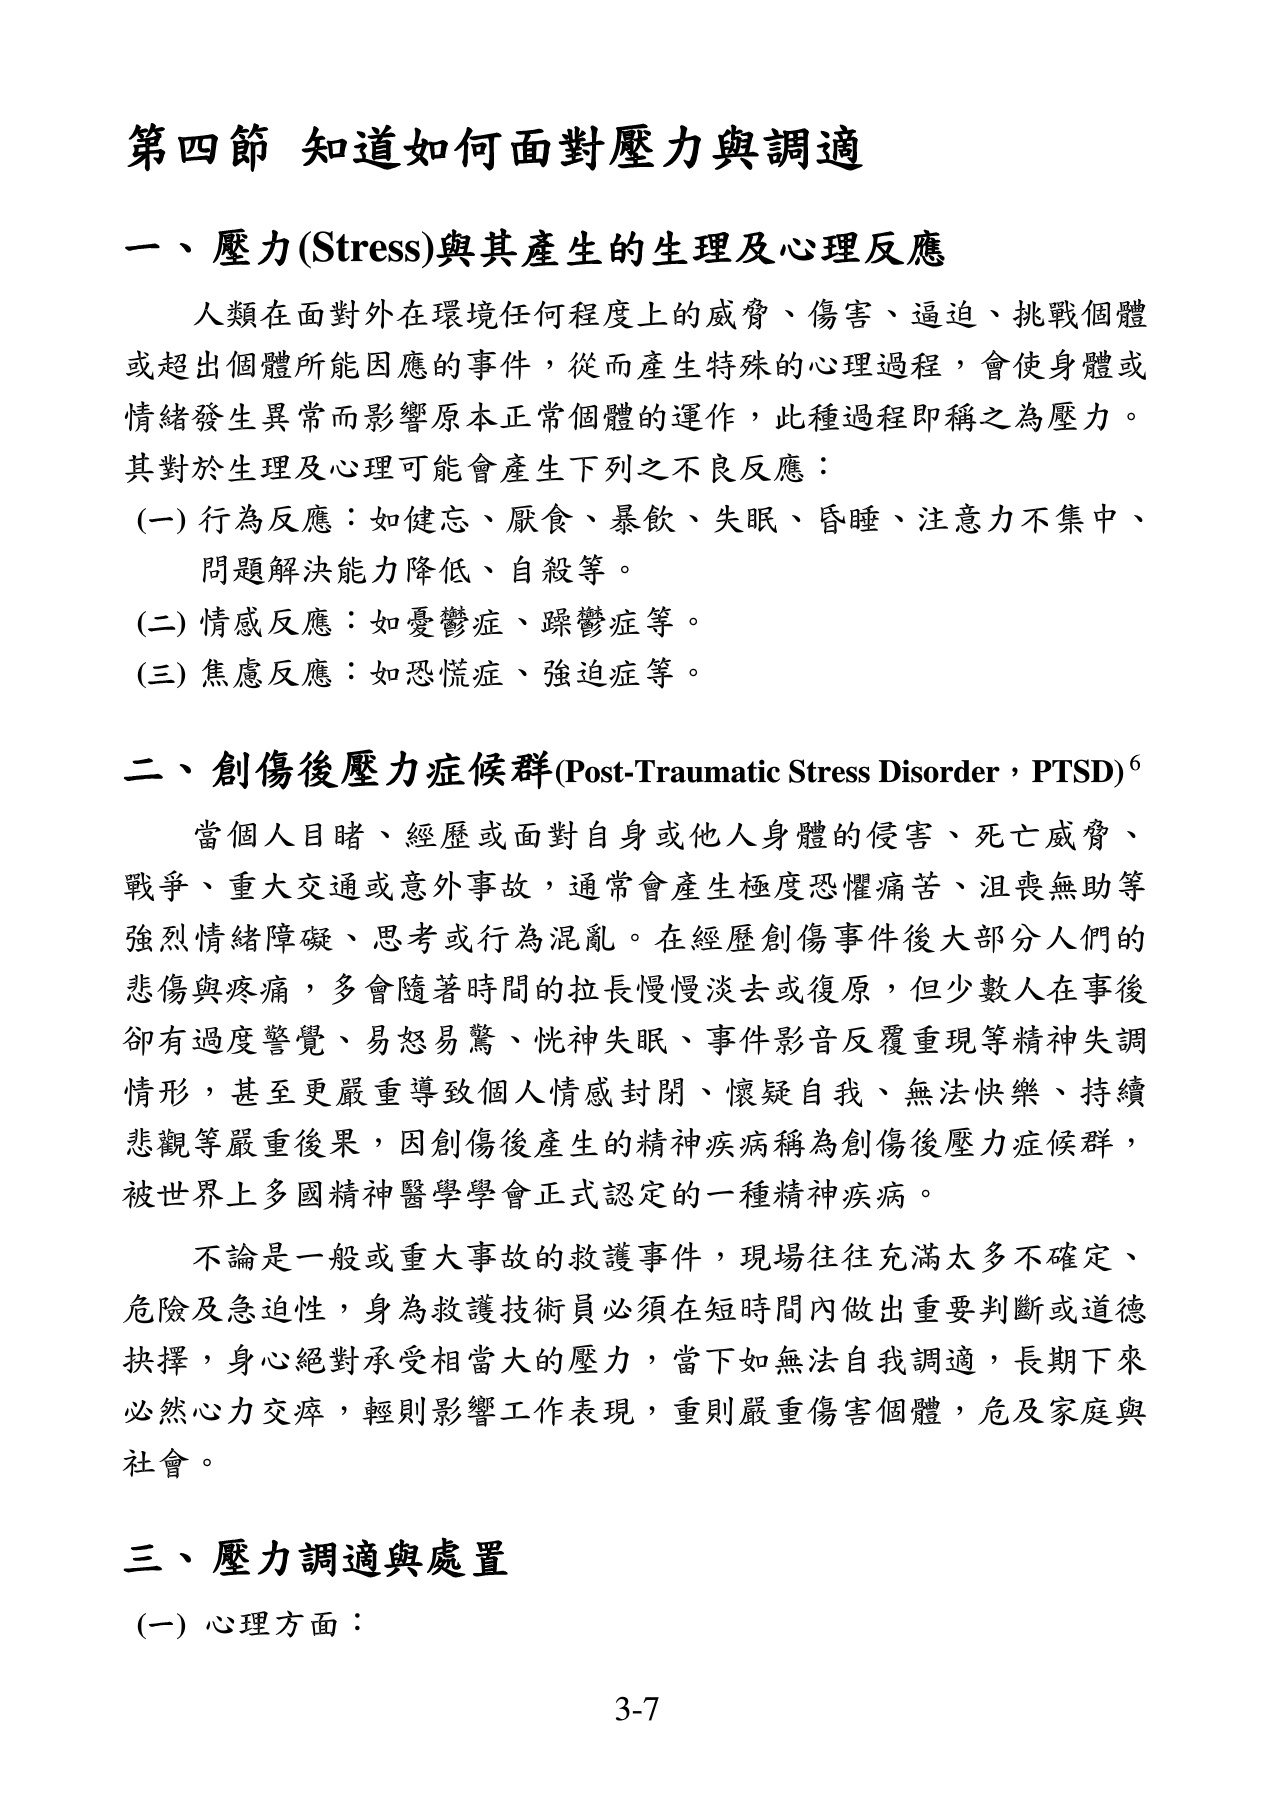 第四節 知道如何面對壓力與調適
一、壓力(Stress)與其產生的生理及心理反應
人類在面對外在環境任何程度上的威脅、傷害、逼迫、挑戰個體
或超出個體所能因應的事件，從而產生特殊的心理過程，會使身體或
情緒發生異常而影響原本正常個體的運作，此種過程即稱之為壓力。
其對於生理及心理可能會產生下列之不良反應：
(一) 行為反應：如健忘、厭食、暴飲、失眠、昏睡、注意力不集中、
問題解決能力降低、自殺等。
(二) 情感反應：如憂鬱症、躁鬱症等。
(三) 焦慮反應：如恐慌症、強迫症等。
二、創傷後壓力症候群(Post-Traumatic Stress Disorder，PTSD)⁶
當個人目睹、經歷或面對自身或他人身體的侵害、死亡威脅、
戰爭、重大交通或意外事故，通常會產生極度恐懼痛苦、沮喪無助等
強烈情緒障礙、思考或行為混亂。在經歷創傷事件後大部分人們的
悲傷與疼痛，多會隨著時間的拉長慢慢淡去或復原，但少數人在事後
卻有過度警覺、易怒易驚、恍神失眠、事件影音反覆重現等精神失調
情形，甚至更嚴重導致個人情感封閉、懷疑自我、無法快樂、持續
悲觀等嚴重後果，因創傷後產生的精神疾病稱為創傷後壓力症候群，
被世界上多國精神醫學學會正式認定的一種精神疾病。
不論是一般或重大事故的救護事件，現場往往充滿太多不確定、
危險及急迫性，身為救護技術員必須在短時間內做出重要判斷或道德
抉擇，身心絕對承受相當大的壓力，當下如無法自我調適，長期下來
必然心力交瘁，輕則影響工作表現，重則嚴重傷害個體，危及家庭與
社會。
三、壓力調適與處置
(一) 心理方面：
3-7